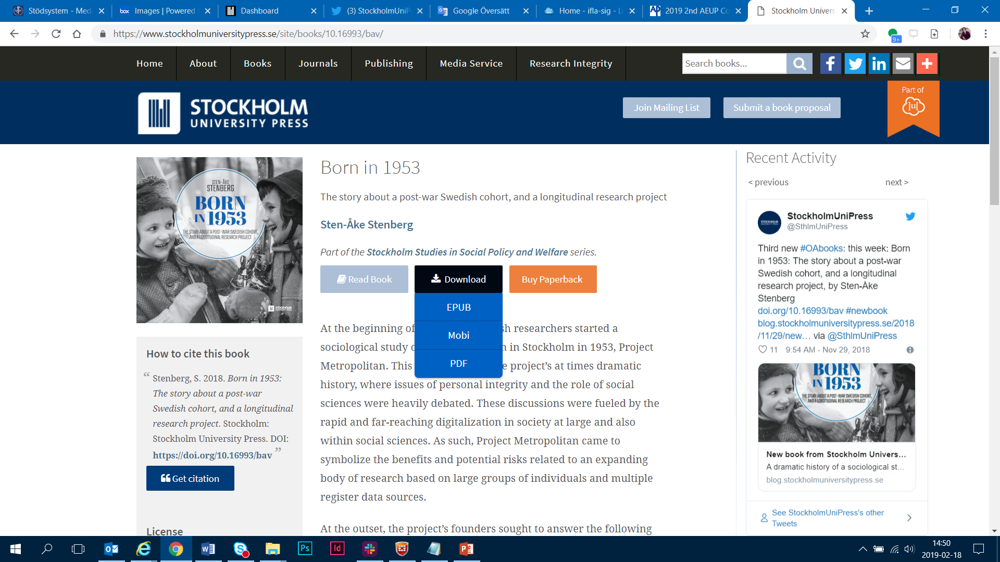 Stödsystem - Med
Images | Powered
Dashboard
(3) StockholmUniP
Google Översätt
Home - ifla-sig - Li
2019 2nd AEUP Co
Stockholm Univers
https://www.stockholmuniversitypress.se/site/books/10.16993/bav/
9+
Home
About
Books
Journals
Publishing
Media Service
Research Integrity
Search books...
STOCKHOLM
UNIVERSITY PRESS
Join Mailing List
Submit a book proposal
Part of
]u[
STEN-ÅKE
STENBERG
BORN
IN 1953
THE STORY ABOUT A POST-WAR SWEDISH COHORT,
AND A LONGITUDINAL RESEARCH PROJECT
STOCKHOLM
UNIVERSITY PRESS
How to cite this book
“ Stenberg, S. 2018. Born in 1953:
The story about a post-war
Swedish cohort, and a longitudinal
research project. Stockholm:
Stockholm University Press. DOI:
https://doi.org/10.16993/bav ”
Get citation
License
Born in 1953
The story about a post-war Swedish cohort, and a longitudinal research project
Sten-Åke Stenberg
Part of the Stockholm Studies in Social Policy and Welfare series.
Read Book
Download
Buy Paperback
EPUB
Mobi
PDF
At the beginning of h researchers started a
sociological study in Stockholm in 1953, Project
Metropolitan. This e project’s at times dramatic
history, where issues of personal integrity and the role of social
sciences were heavily debated. These discussions were fueled by the
rapid and far-reaching digitalization in society at large and also
within social sciences. As such, Project Metropolitan came to
symbolize the benefits and potential risks related to an expanding
body of research based on large groups of individuals and multiple
register data sources.
At the outset, the project’s founders sought to answer the following
Recent Activity
< previous
next >
StockholmUniPress
@SthlmUniPress
Third new #OAbooks: this week: Born
in 1953: The story about a post-war
Swedish cohort, and a longitudinal
research project, by Sten-Åke
Stenberg
doi.org/10.16993/bav #newbook
blog.stockholmuniversitypress.se/2018
/11/29/new… via @SthlmUniPress
11 9:54 AM - Nov 29, 2018
BORN
IN 1953
THE STORY ABOUT A POST-WAR SWEDISH COHORT,
AND A LONGITUDINAL RESEARCH PROJECT
New book from Stockholm Univers…
A dramatic history of a sociological st…
blog.stockholmuniversitypress.se
See StockholmUniPress's other
Tweets
14:50
2019-02-18